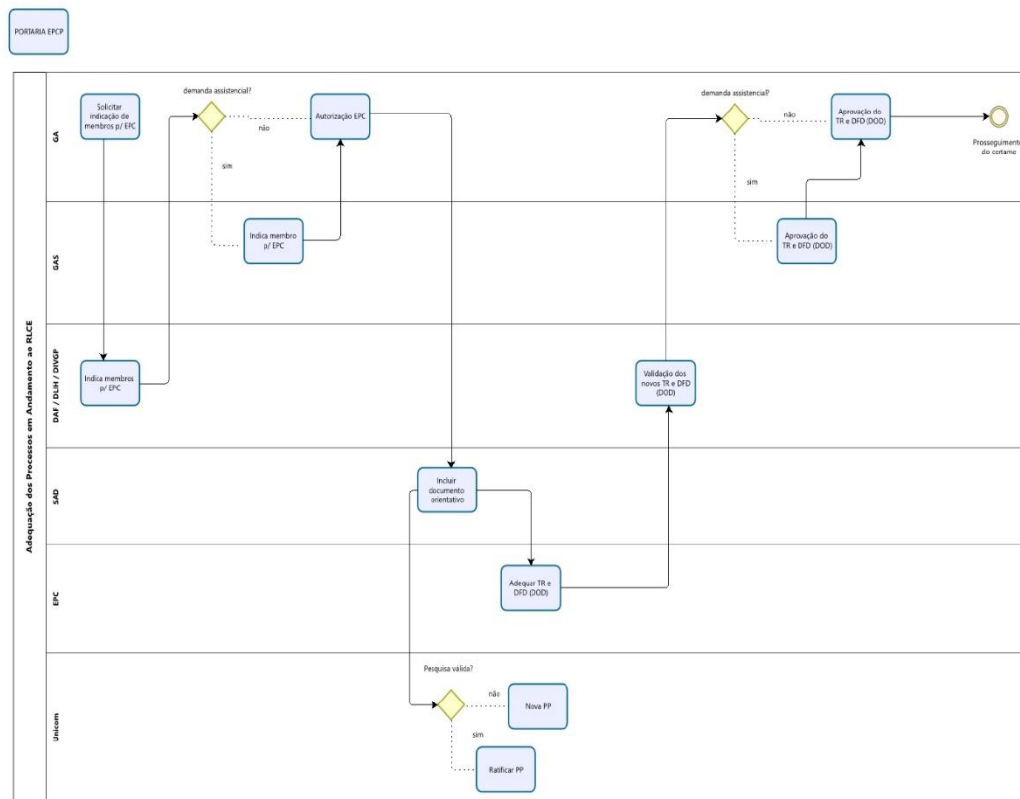 PORTARIA EPCP
Adequação dos Processos em Andamento ao RLCE
GA
Solicitar
indicação de
membros p/ EPC
demanda assistencial?
não
sim
Autorização EPC
demanda assistencial?
não
sim
Aprovação do
TR e DFD (DOD)
Prosseguimento
do certame
GAS
Indica membro
p/ EPC
Aprovação do
TR e DFD (DOD)
DAF / DLIH / DIVGP
Indica membros
p/ EPC
Validação dos
novos TR e DFD
(DOD)
SAD
Incluir
documento
orientativo
EPC
Adequar TR e
DFD (DOD)
Unicom
Pesquisa válida?
não
sim
Nova PP
Ratificar PP